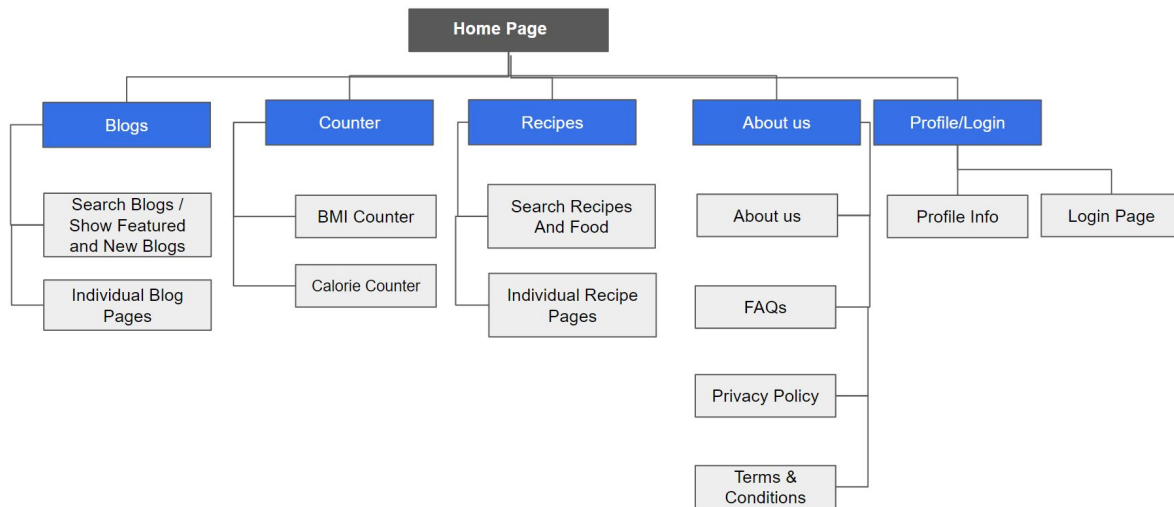 Home Page
Blogs
Counter
Recipes
About us
Profile/Login
Search Blogs /
Show Featured
and New Blogs
BMI Counter
Search Recipes
And Food
About us
Profile Info
Login Page
Individual Blog
Pages
Calorie Counter
Individual Recipe
Pages
FAQs
Privacy Policy
Terms &
Conditions